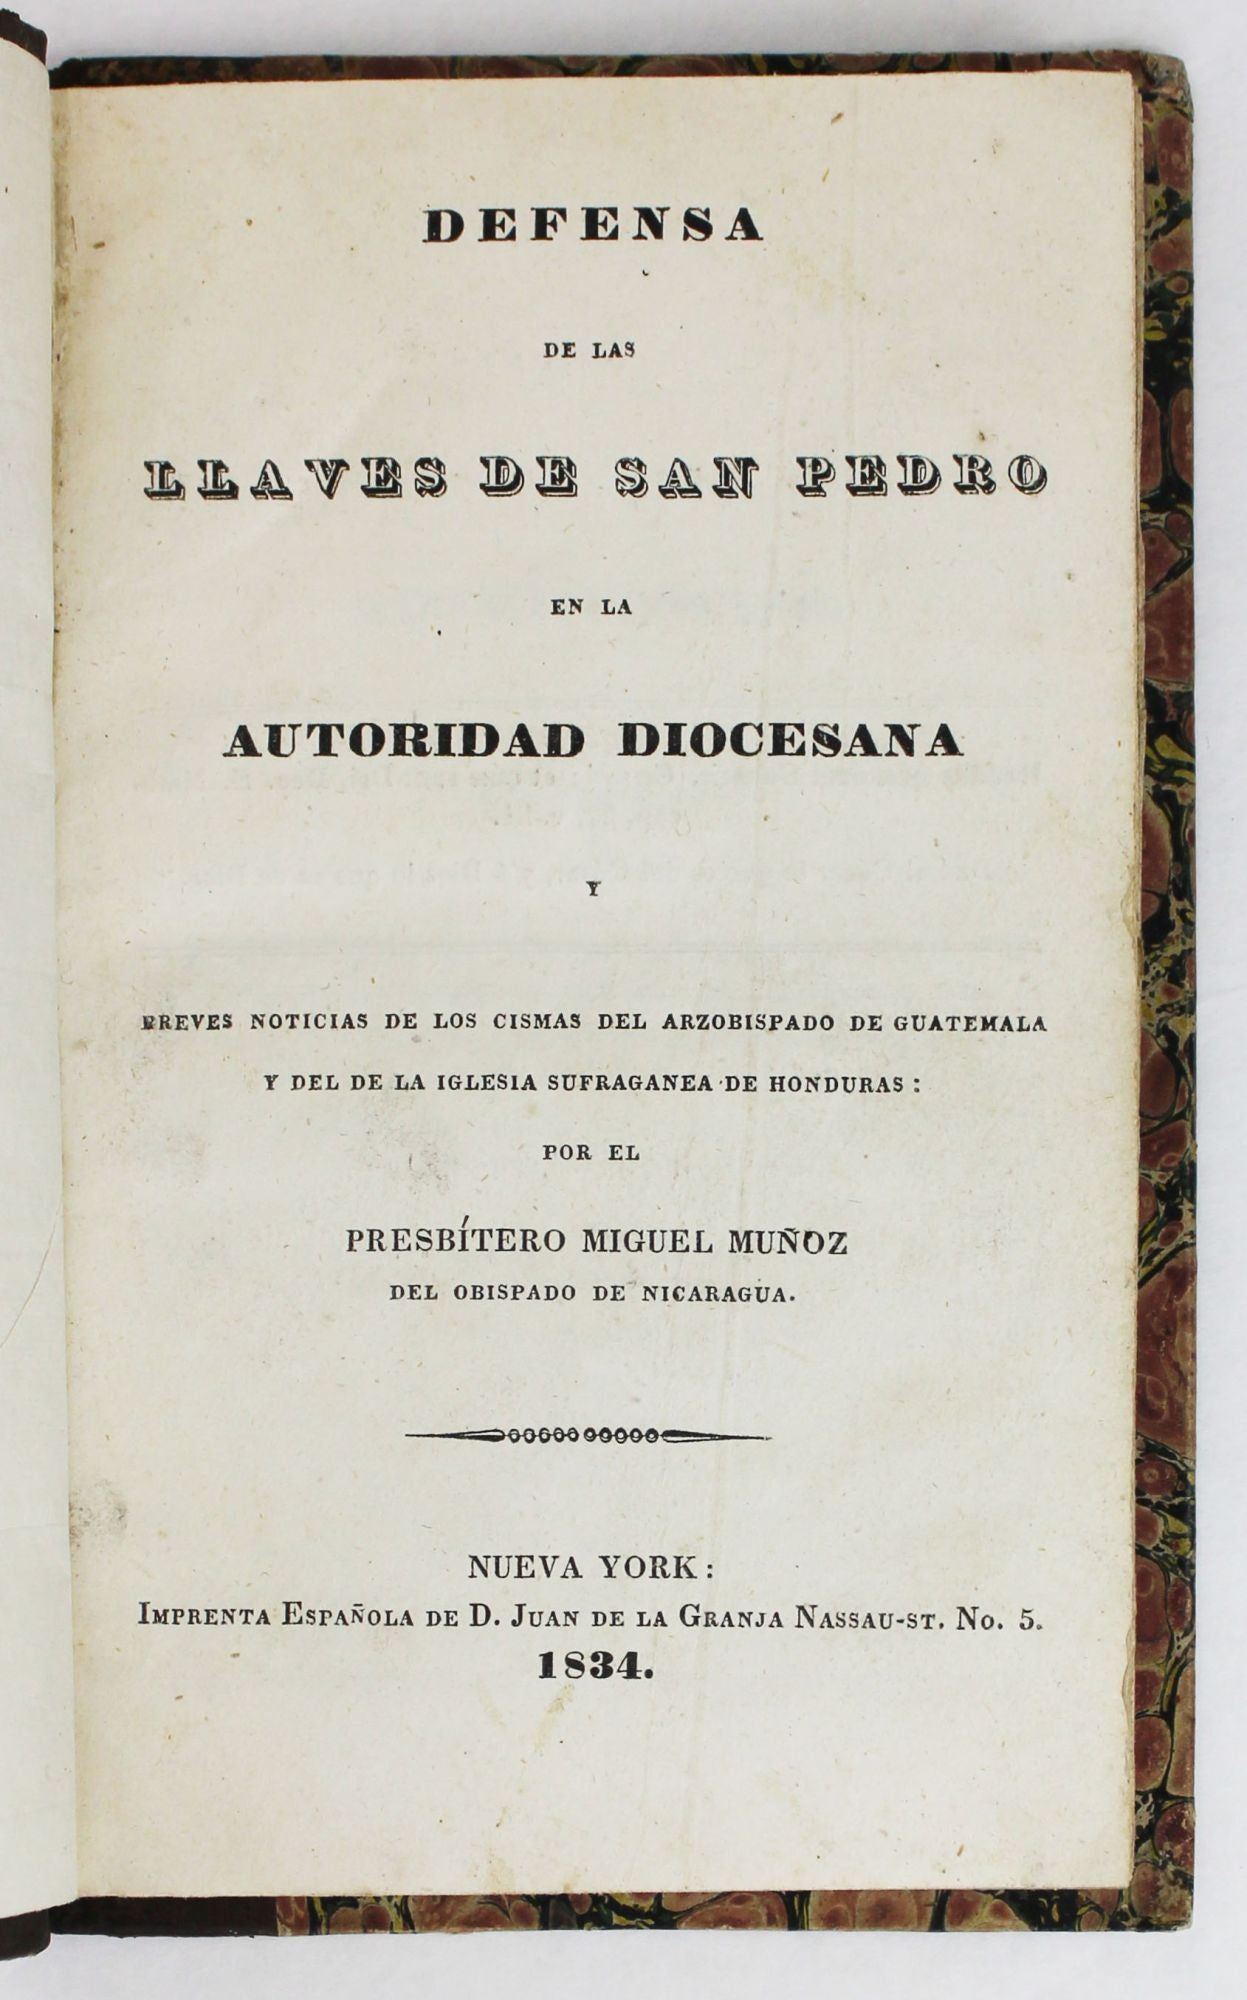 DEFENSA
DE LAS
LLAVES DE SAN PEDRO
EN LA
AUTORIDAD DIOCESANA
Y
BREVES NOTICIAS DE LOS CISMAS DEL ARZOBISPADO DE GUATEMALA
Y DEL DE LA IGLESIA SUFRAGANEA DE HONDURAS:
POR EL
PRESBÍTERO MIGUEL MUÑOZ
DEL OBISPADO DE NICARAGUA.
NUEVA YORK:
IMPRENTA ESPAÑOLA DE D. JUAN DE LA GRANJA NASSAU-ST. NO. 5.
1834.